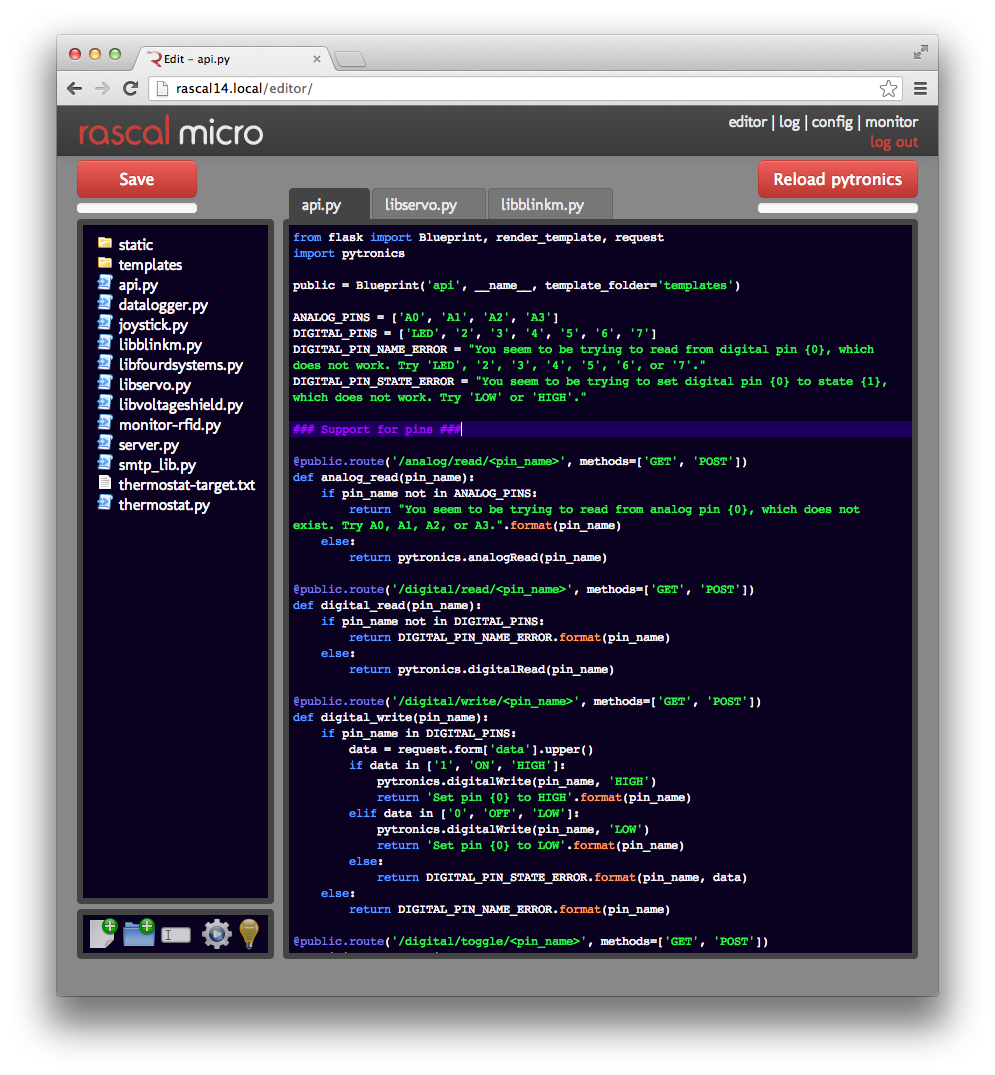 Edit - api.py
rascal14.local/editor/
rascal micro
editor | log | config | monitor
log out
Save
Reload pytronics
api.py
libservo.py
libblinkm.py
static
templates
api.py
datalogger.py
joystick.py
libblinkm.py
libfourdsystems.py
libservo.py
libvoltageshield.py
monitor-rfid.py
server.py
smtp_lib.py
thermostat-target.txt
thermostat.py
from flask import Blueprint, render_template, request
import pytronics
public = Blueprint('api', __name__, template_folder='templates')
ANALOG_PINS = ['A0', 'A1', 'A2', 'A3']
DIGITAL_PINS = ['LED', '2', '3', '4', '5', '6', '7']
DIGITAL_PIN_NAME_ERROR = "You seem to be trying to read from digital pin {0}, which
does not work. Try 'LED', '2', '3', '4', '5', '6', or '7'."
DIGITAL_PIN_STATE_ERROR = "You seem to be trying to set digital pin {0} to state {1},
which does not work. Try 'LOW' or 'HIGH'."
### Support for pins ###
@public.route('/analog/read/<pin_name>', methods=['GET', 'POST'])
def analog_read(pin_name):
    if pin_name not in ANALOG_PINS:
        return "You seem to be trying to read from analog pin {0}, which does not
exist. Try A0, A1, A2, or A3.".format(pin_name)
    else:
        return pytronics.analogRead(pin_name)
@public.route('/digital/read/<pin_name>', methods=['GET', 'POST'])
def digital_read(pin_name):
    if pin_name not in DIGITAL_PINS:
        return DIGITAL_PIN_NAME_ERROR.format(pin_name)
    else:
        return pytronics.digitalRead(pin_name)
@public.route('/digital/write/<pin_name>', methods=['GET', 'POST'])
def digital_write(pin_name):
    if pin_name in DIGITAL_PINS:
        data = request.form['data'].upper()
        if data in ['1', 'ON', 'HIGH']:
            pytronics.digitalWrite(pin_name, 'HIGH')
            return 'Set pin {0} to HIGH'.format(pin_name)
        elif data in ['0', 'OFF', 'LOW']:
            pytronics.digitalWrite(pin_name, 'LOW')
            return 'Set pin {0} to LOW'.format(pin_name)
        else:
            return DIGITAL_PIN_STATE_ERROR.format(pin_name, data)
    else:
        return DIGITAL_PIN_NAME_ERROR.format(pin_name)
@public.route('/digital/toggle/<pin_name>', methods=['GET', 'POST'])